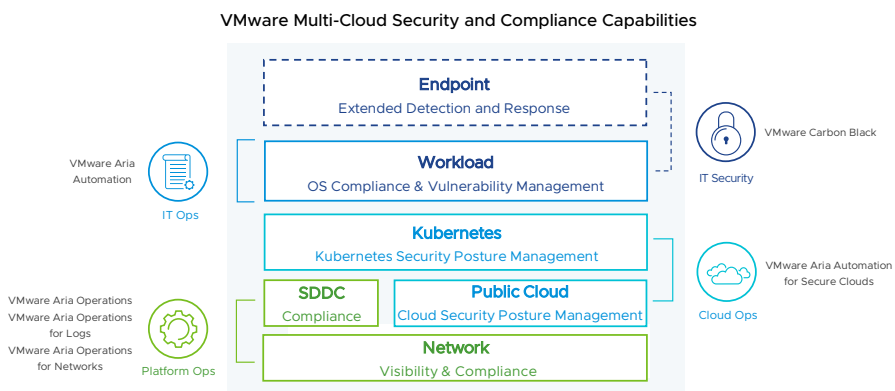 VMware Multi-Cloud Security and Compliance Capabilities
Endpoint
Extended Detection and Response
VMware Carbon Black
IT Security
VMware Aria
Automation
IT Ops
Workload
OS Compliance & Vulnerability Management
Kubernetes
Kubernetes Security Posture Management
VMware Aria Automation
for Secure Clouds
Cloud Ops
SDDC
Compliance
Public Cloud
Cloud Security Posture Management
VMware Aria Operations
VMware Aria Operations
for Logs
VMware Aria Operations
for Networks
Platform Ops
Network
Visibility & Compliance